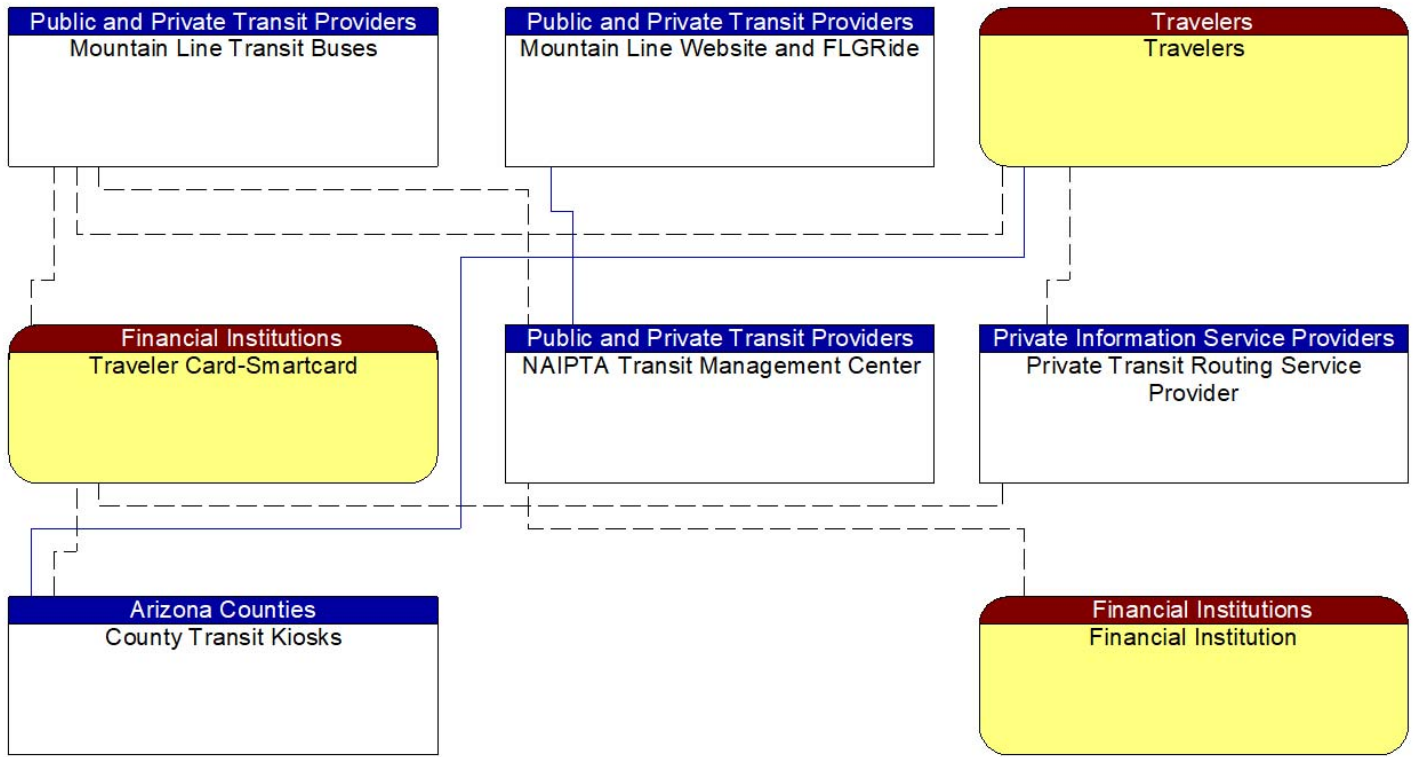 Public and Private Transit Providers
Mountain Line Transit Buses
Public and Private Transit Providers
Mountain Line Website and FLGRide
Travelers
Travelers
Financial Institutions
Traveler Card-Smartcard
Public and Private Transit Providers
NAIPTA Transit Management Center
Private Information Service Providers
Private Transit Routing Service
Provider
Arizona Counties
County Transit Kiosks
Financial Institutions
Financial Institution